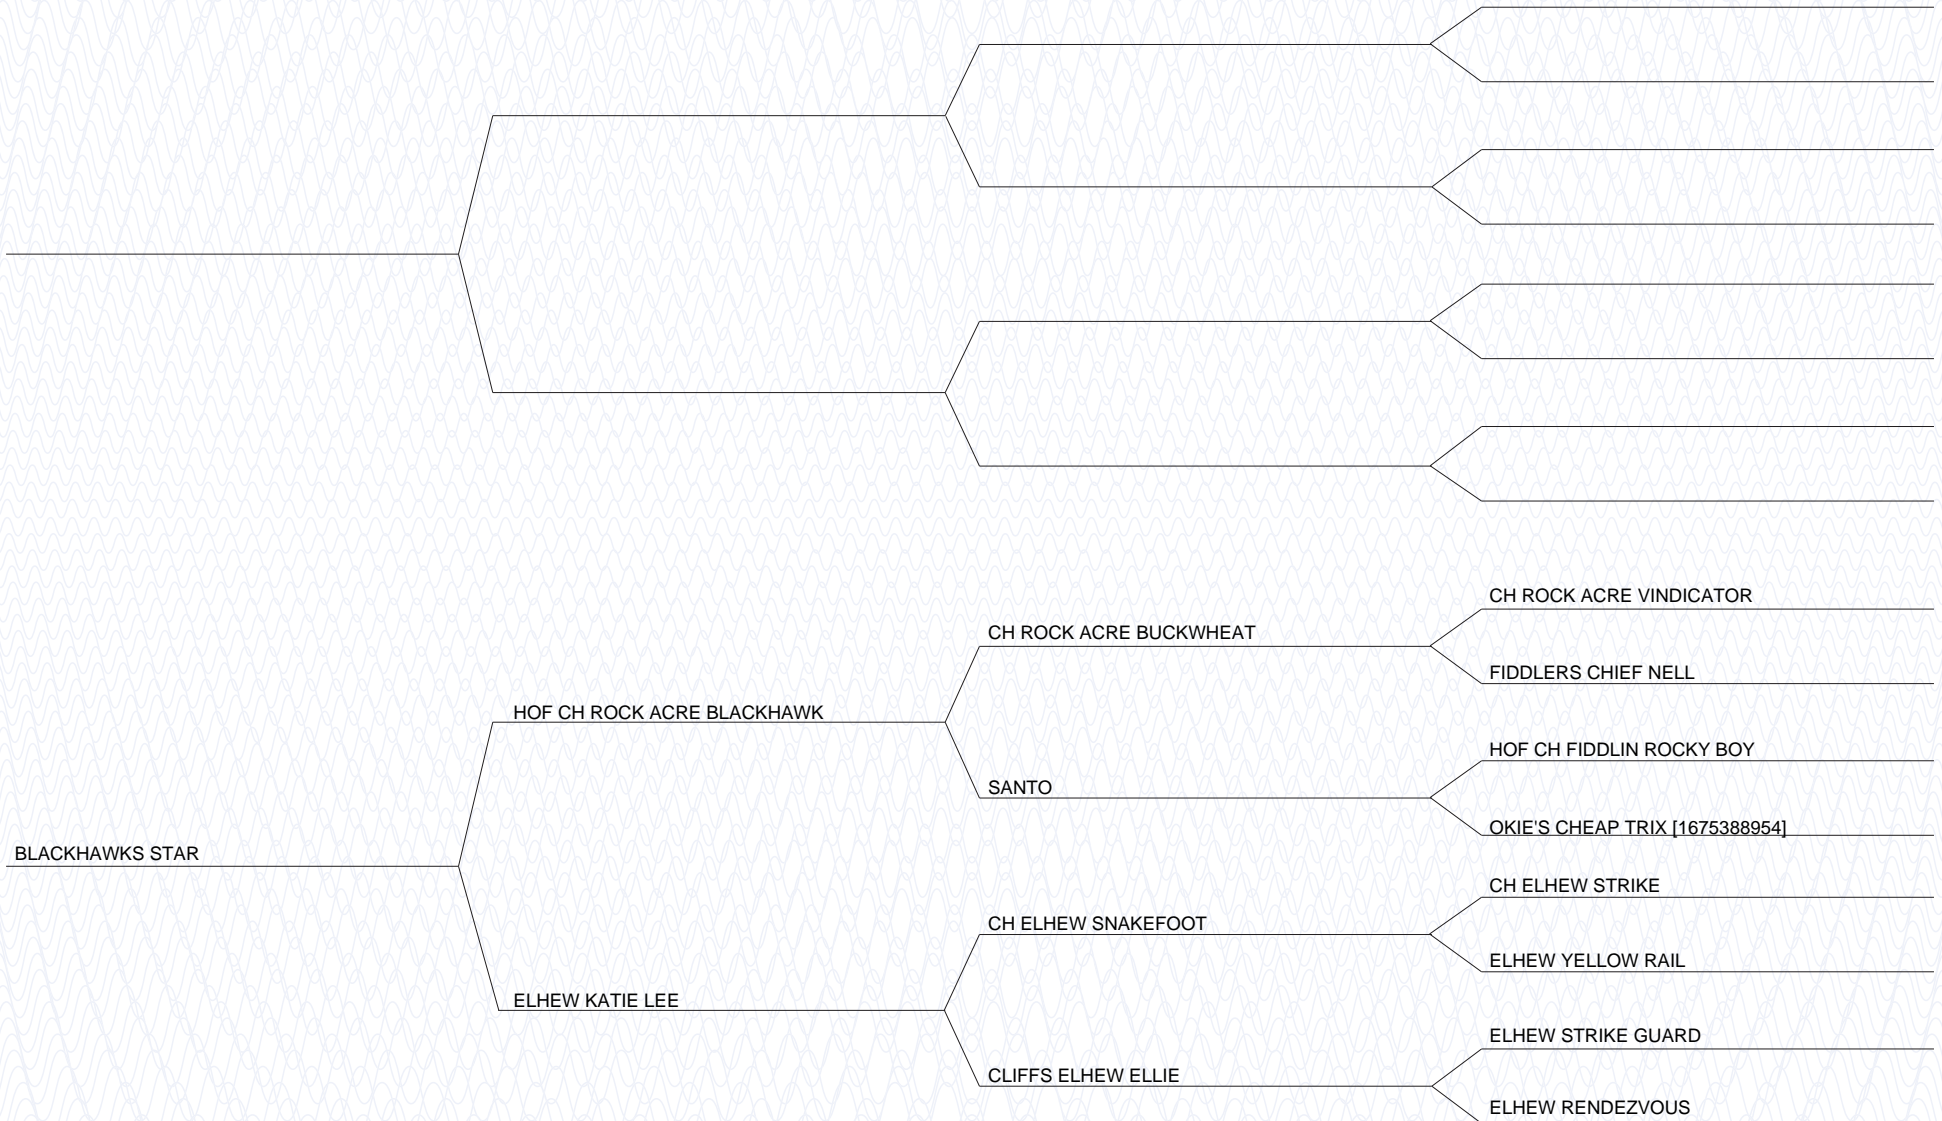 CH ROCK ACRE VINDICATOR
CH ROCK ACRE BUCKWHEAT
FIDDLERS CHIEF NELL
HOF CH ROCK ACRE BLACKHAWK
HOF CH FIDDLIN ROCKY BOY
SANTO
OKIE'S CHEAP TRIX [1675388954]
BLACKHAWKS STAR
CH ELHEW STRIKE
CH ELHEW SNAKEFOOT
ELHEW YELLOW RAIL
ELHEW KATIE LEE
ELHEW STRIKE GUARD
CLIFFS ELHEW ELLIE
ELHEW RENDEZVOUS